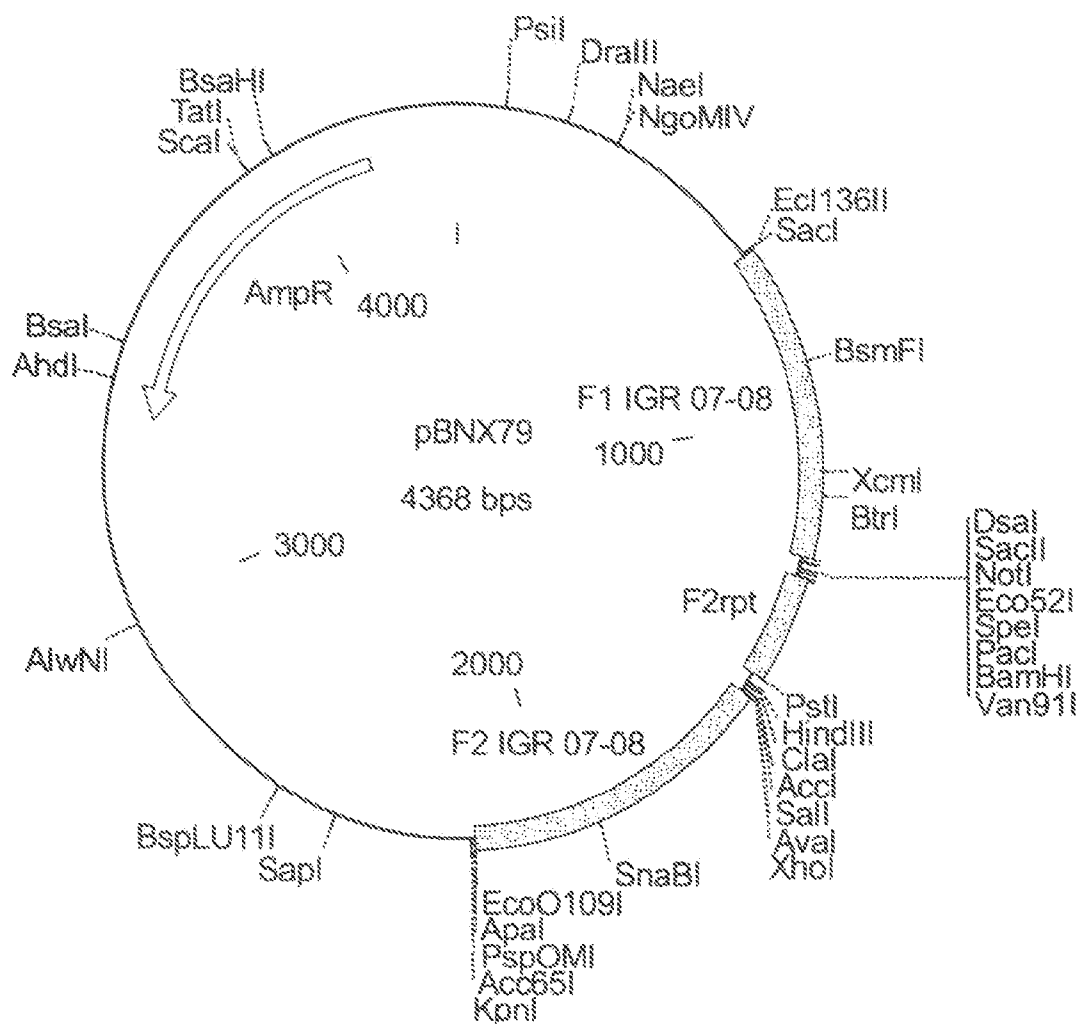 PsiI
DraIII
NaeI
NgoMIV
BsaHI
TatI
ScaI
Ecl136II
SacI
AmpR
4000
BsaI
AhdI
BsmFI
F1 IGR 07-08
pBNX79
1000
4368 bps
XcmI
BtrI
DsaI
SacII
NotI
Eco52I
SpeI
PacI
BamHI
Van91I
3000
F2rpt
AlwNI
2000
F2 IGR 07-08
PstI
HindIII
ClaI
AccI
SalI
AvaI
XhoI
BspLU11I
SapI
SnaBI
EcoO109I
ApaI
PspOMI
Acc65I
KpnI